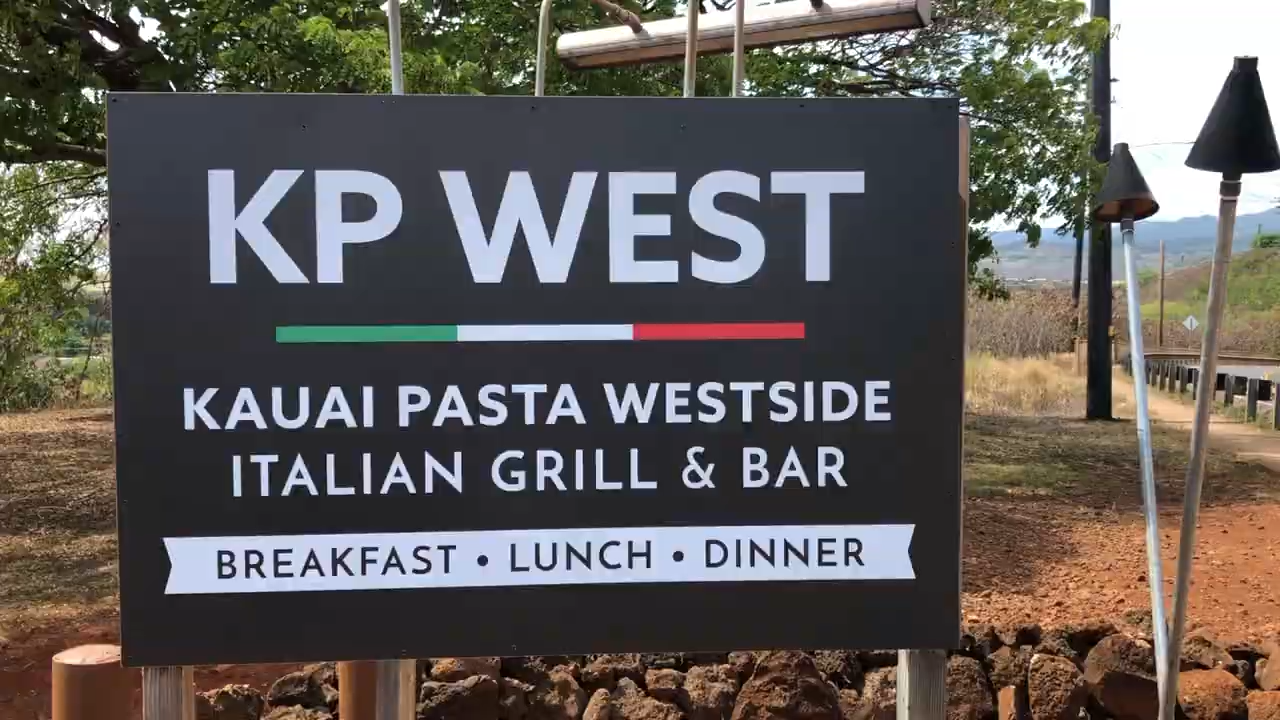 KP WEST
KAUAI PASTA WESTSIDE
ITALIAN GRILL & BAR
BREAKFAST • LUNCH • DINNER